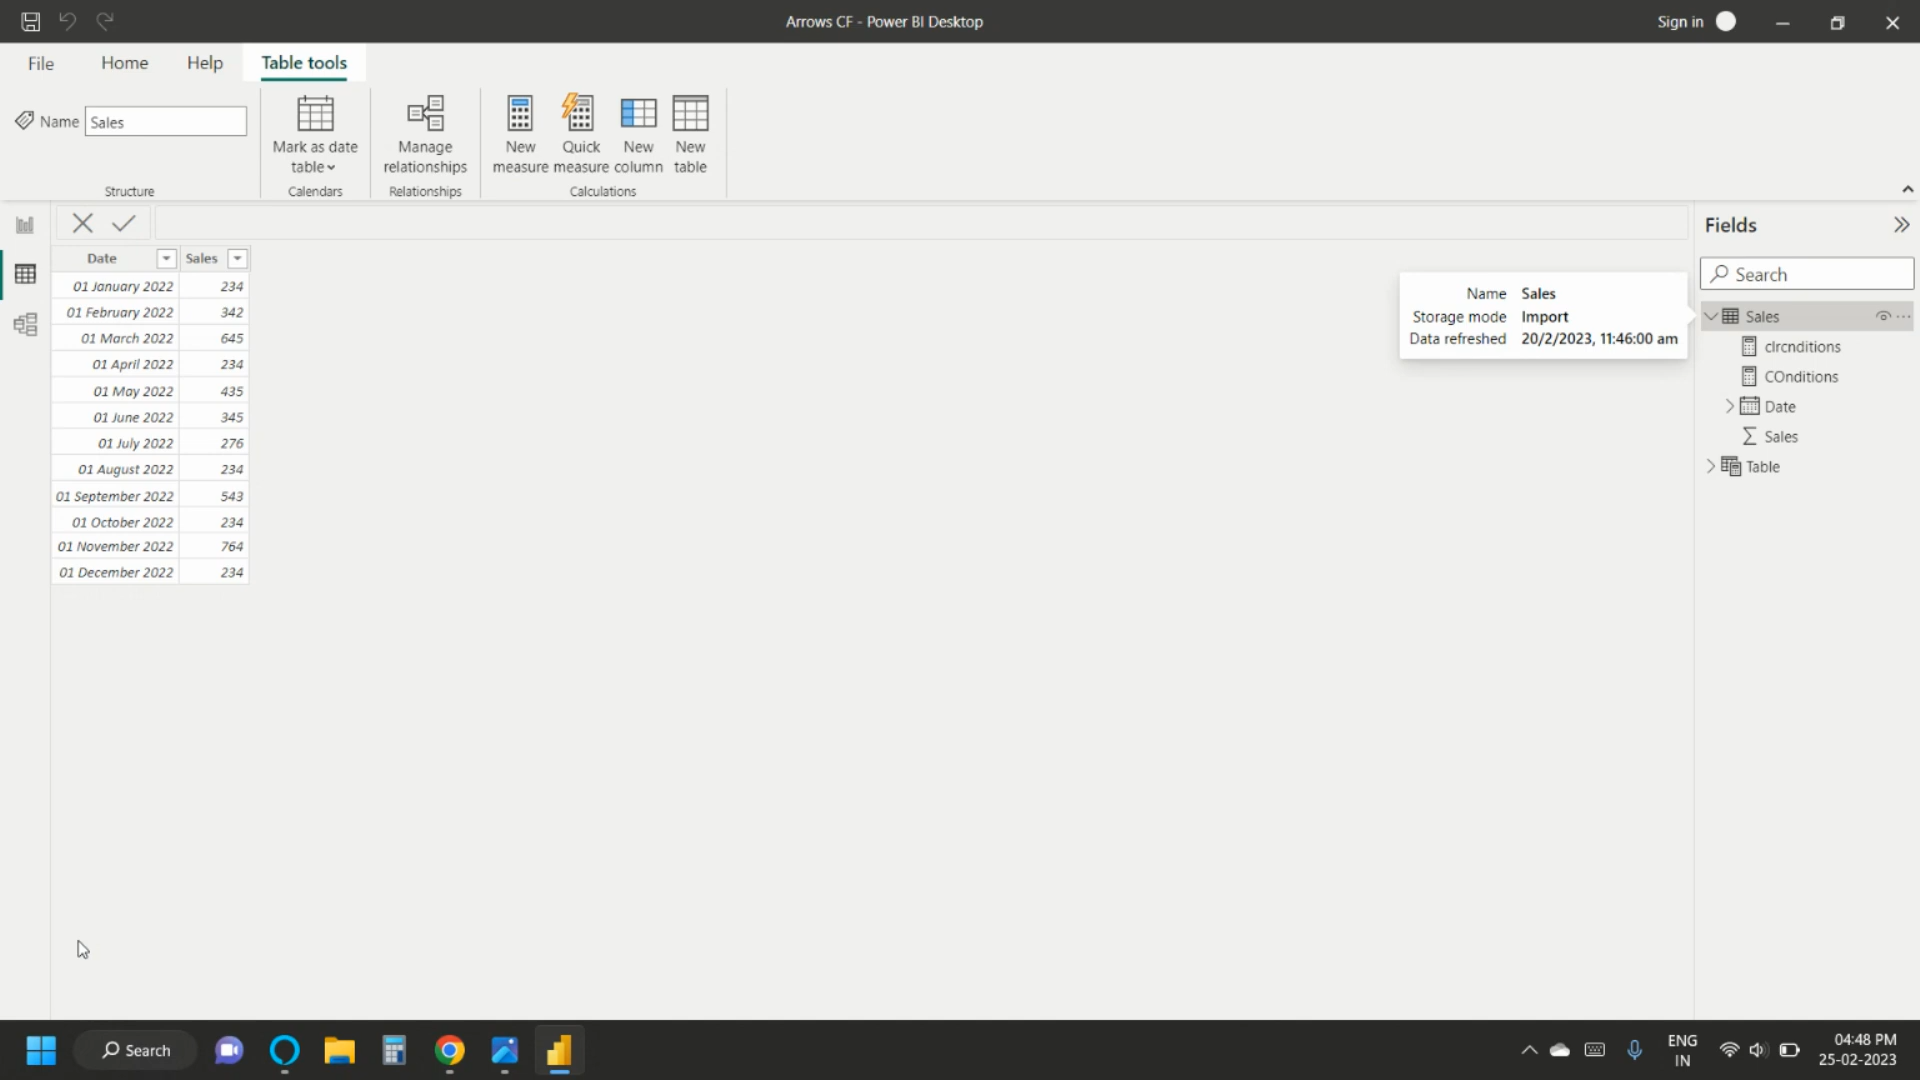 Arrows CF - Power BI Desktop
Sign in
File Home Help Table tools
Name Sales
Mark as date table
Manage relationships
New measure
Quick measure
New column
New table
Structure Calendars Relationships Calculations
Date Sales
01 January 2022 234
01 February 2022 342
01 March 2022 645
01 April 2022 234
01 May 2022 435
01 June 2022 345
01 July 2022 276
01 August 2022 234
01 September 2022 543
01 October 2022 234
01 November 2022 764
01 December 2022 234
Name Sales
Storage mode Import
Data refreshed 20/2/2023, 11:46:00 am
Fields
Search
Sales
clrcnditions
COnditions
Date
Sales
Table
Search
ENG
IN
04:48 PM
25-02-2023